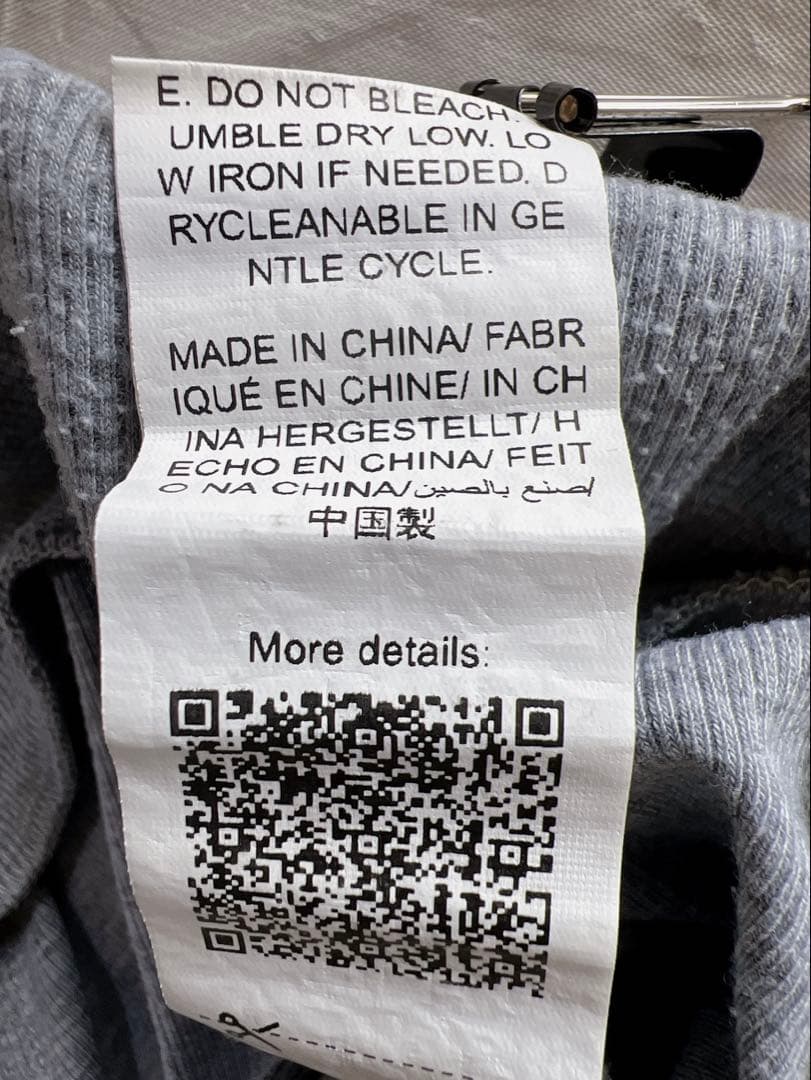 E. DO NOT BLEACH.
UMBLE DRY LOW. LO
W IRON IF NEEDED. D
RYCLEANABLE IN GE
NTLE CYCLE.
MADE IN CHINA/ FABR
IQUÉ EN CHINE/ IN CH
INA HERGESTELLT/ H
ECHO EN CHINA/ FEIT
O NA CHINA/صنع بالصين/
中国製
More details: